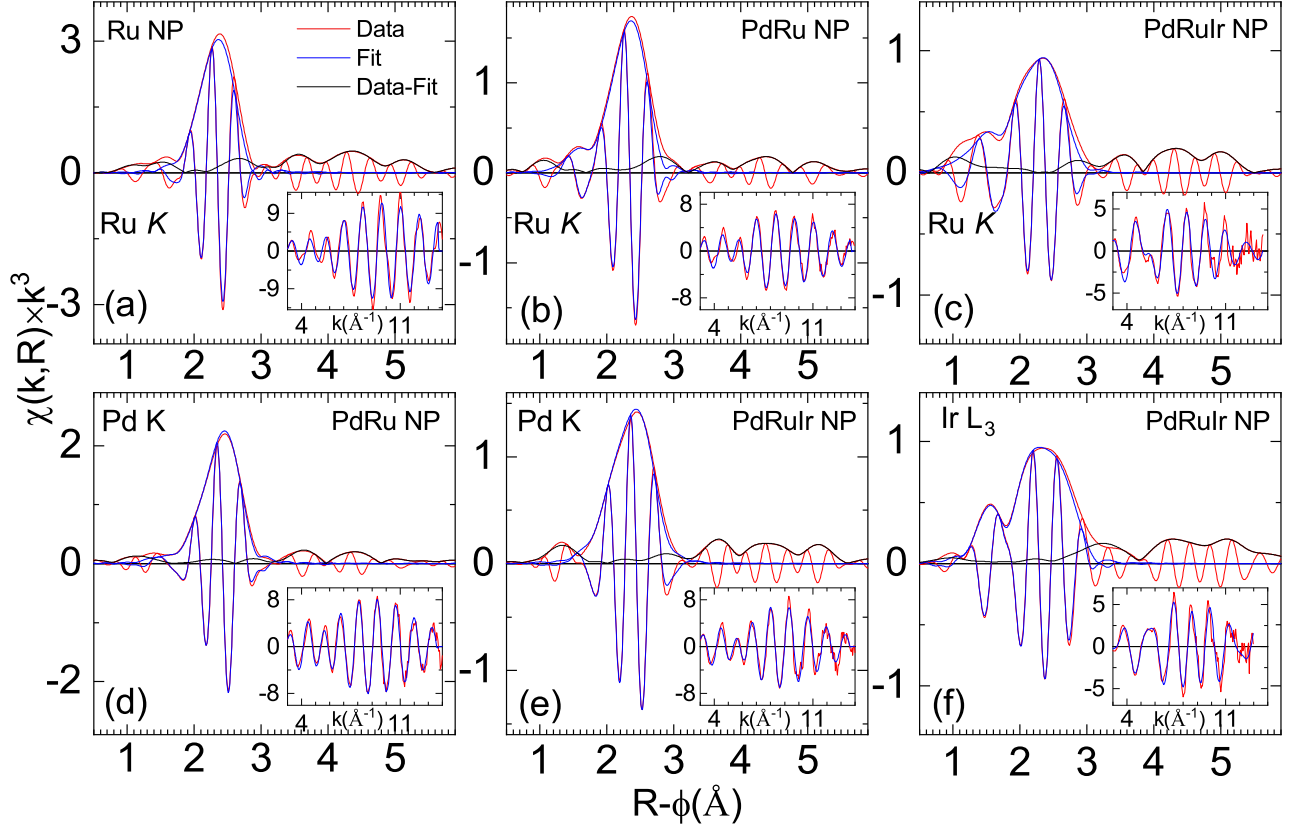 Ru NP
Data
Fit
Data-Fit
3
0
-3
Ru K
(a)
9
0
-9
4 k(Å⁻¹) 11
1 2 3 4 5
PdRu NP
1
0
-1
Ru K
(b)
8
0
-8
4 k(Å⁻¹) 11
1 2 3 4 5
PdRuIr NP
1
0
-1
Ru K
(c)
5
0
-5
4 k(Å⁻¹) 11
1 2 3 4 5
χ(k,R)×k³
Pd K
PdRu NP
2
0
-2
(d)
8
0
-8
4 k(Å⁻¹) 11
1 2 3 4 5
Pd K
PdRuIr NP
1
0
-1
(e)
8
0
-8
4 k(Å⁻¹) 11
1 2 3 4 5
Ir L₃
PdRuIr NP
1
0
-1
(f)
5
0
-5
4 k(Å⁻¹) 11
1 2 3 4 5
R-ϕ(Å)